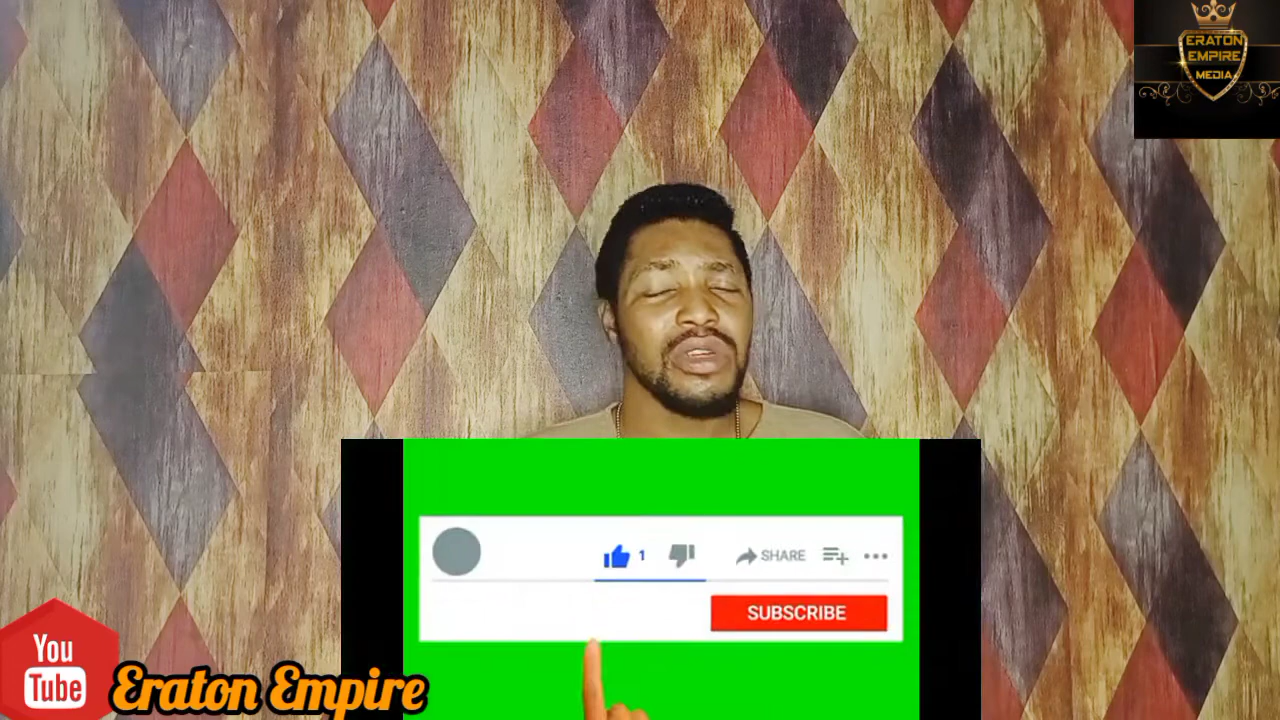 ERATON
EMPIRE
MEDIA
1
SHARE
SUBSCRIBE
You
Tube
Eraton Empire